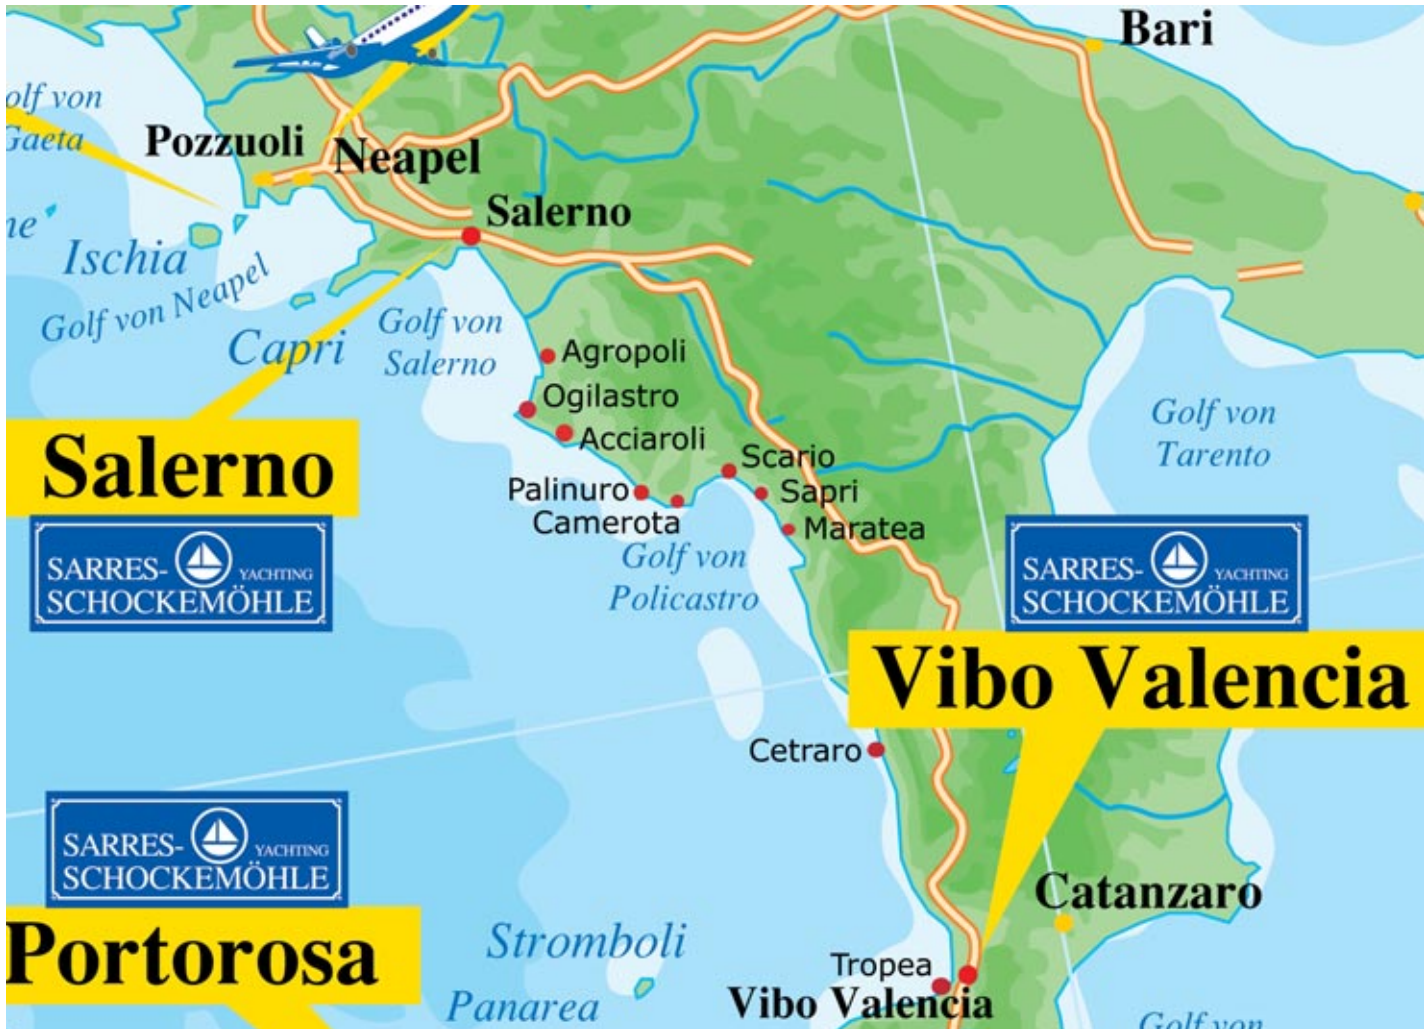 Bari
olf von
Gaeta
Pozzuoli
Neapel
Salerno
ne
Ischia
Golf von Neapel
Capri
Golf von
Salerno
Agropoli
Ogilastro
Acciaroli
Golf von
Tarento
Salerno
Scario
Palinuro
Sapri
Camerota
Maratea
Golf von
Policastro
SARRES-
YACHTING
SCHOCKEMÖHLE
SARRES-
YACHTING
SCHOCKEMÖHLE
Vibo Valencia
Cetraro
SARRES-
YACHTING
SCHOCKEMÖHLE
Catanzaro
Portorosa
Stromboli
Panarea
Tropea
Vibo Valencia
Golf von